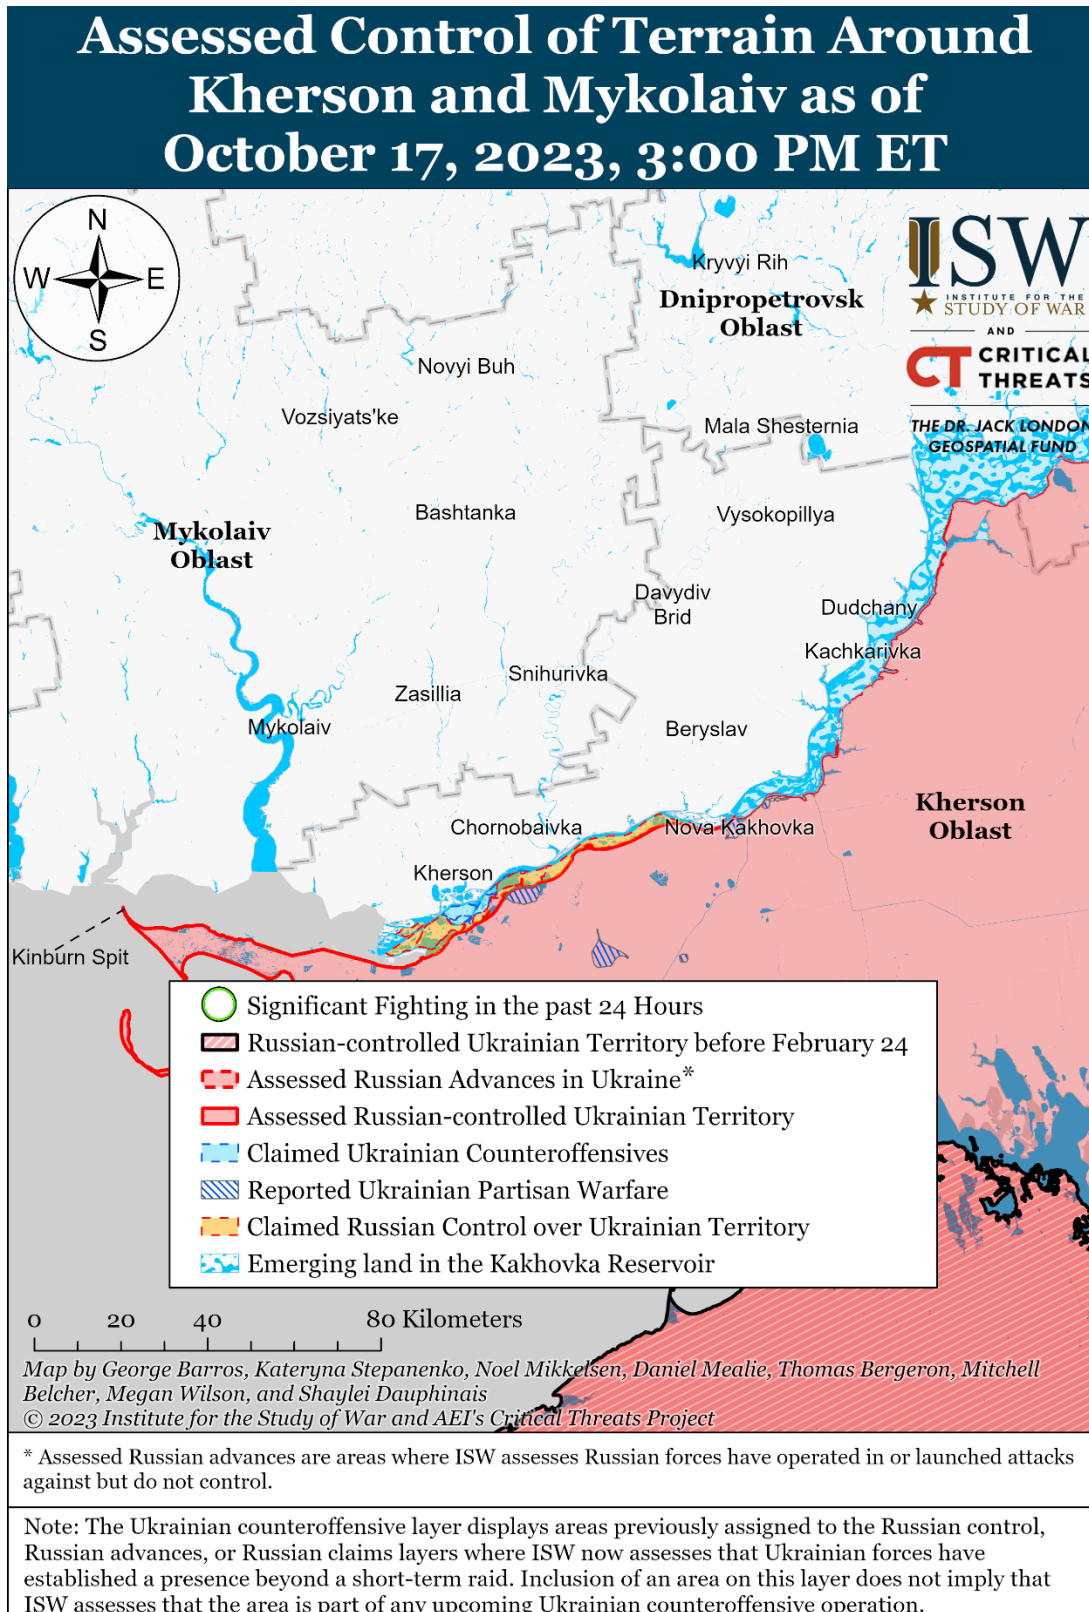 Assessed Control of Terrain Around
Kherson and Mykolaiv as of
October 17, 2023, 3:00 PM ET
N
W
E
S
ISW
INSTITUTE FOR THE
STUDY OF WAR
AND
CT CRITICAL
THREATS
THE DR. JACK LONDON
GEOSPATIAL FUND
Kryvyi Rih
Dnipropetrovsk
Oblast
Novyi Buh
Vozsiyats'ke
Mala Shesternia
Bashtanka
Vysokopillya
Mykolaiv
Oblast
Davydiv
Brid
Dudchany
Kachkarivka
Snihurivka
Zasillia
Mykolaiv
Beryslav
Kherson
Oblast
Chornobaivka
Nova Kakhovka
Kherson
Kinburn Spit
Significant Fighting in the past 24 Hours
Russian-controlled Ukrainian Territory before February 24
Assessed Russian Advances in Ukraine*
Assessed Russian-controlled Ukrainian Territory
Claimed Ukrainian Counteroffensives
Reported Ukrainian Partisan Warfare
Claimed Russian Control over Ukrainian Territory
Emerging land in the Kakhovka Reservoir
0 20 40 80 Kilometers
Map by George Barros, Kateryna Stepanenko, Noel Mikkelsen, Daniel Mealie, Thomas Bergeron, Mitchell
Belcher, Megan Wilson, and Shaylei Dauphinais
© 2023 Institute for the Study of War and AEI's Critical Threats Project
* Assessed Russian advances are areas where ISW assesses Russian forces have operated in or launched attacks
against but do not control.
Note: The Ukrainian counteroffensive layer displays areas previously assigned to the Russian control,
Russian advances, or Russian claims layers where ISW now assesses that Ukrainian forces have
established a presence beyond a short-term raid. Inclusion of an area on this layer does not imply that
ISW assesses that the area is part of any upcoming Ukrainian counteroffensive operation.